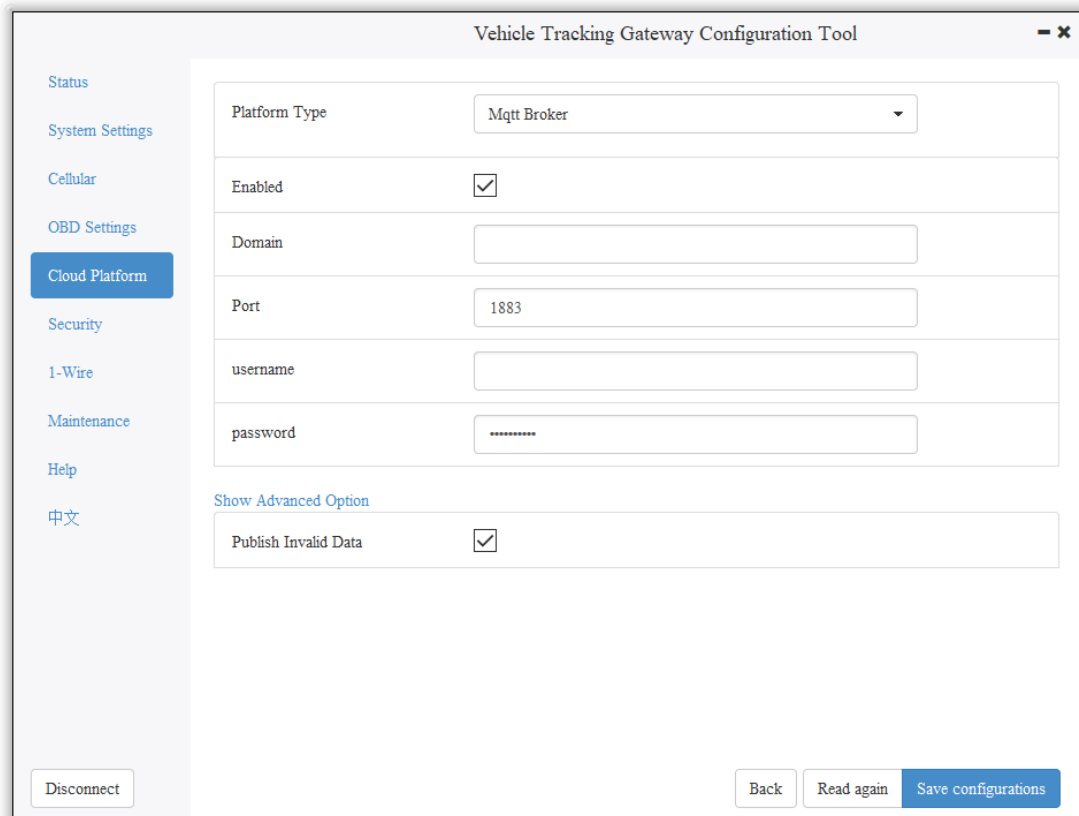 Vehicle Tracking Gateway Configuration Tool
Status
System Settings
Cellular
OBD Settings
Cloud Platform
Security
1-Wire
Maintenance
Help
中文
Disconnect
Platform Type
Mqtt Broker
Enabled
Domain
Port
1883
username
password
••••••••••
Show Advanced Option
Publish Invalid Data
Back
Read again
Save configurations